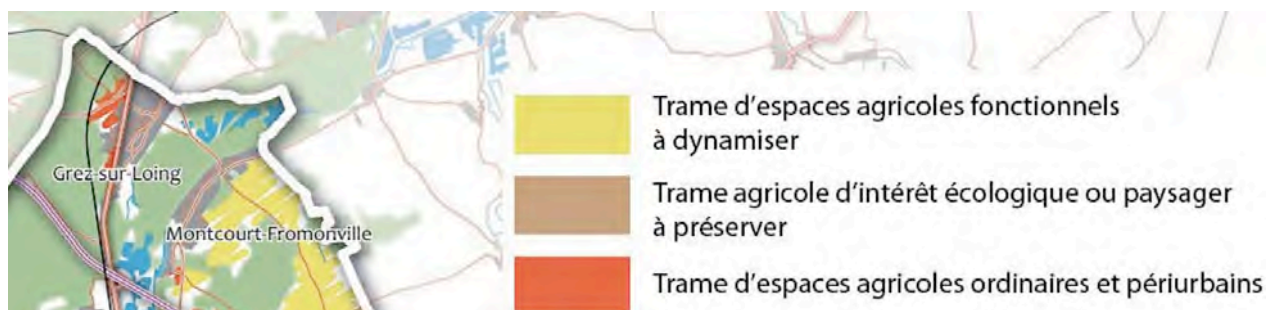 Grez-sur-Loing
Montcourt-Fromonville
Trame d'espaces agricoles fonctionnels
à dynamiser
Trame agricole d'intérêt écologique ou paysager
à préserver
Trame d'espaces agricoles ordinaires et périurbains